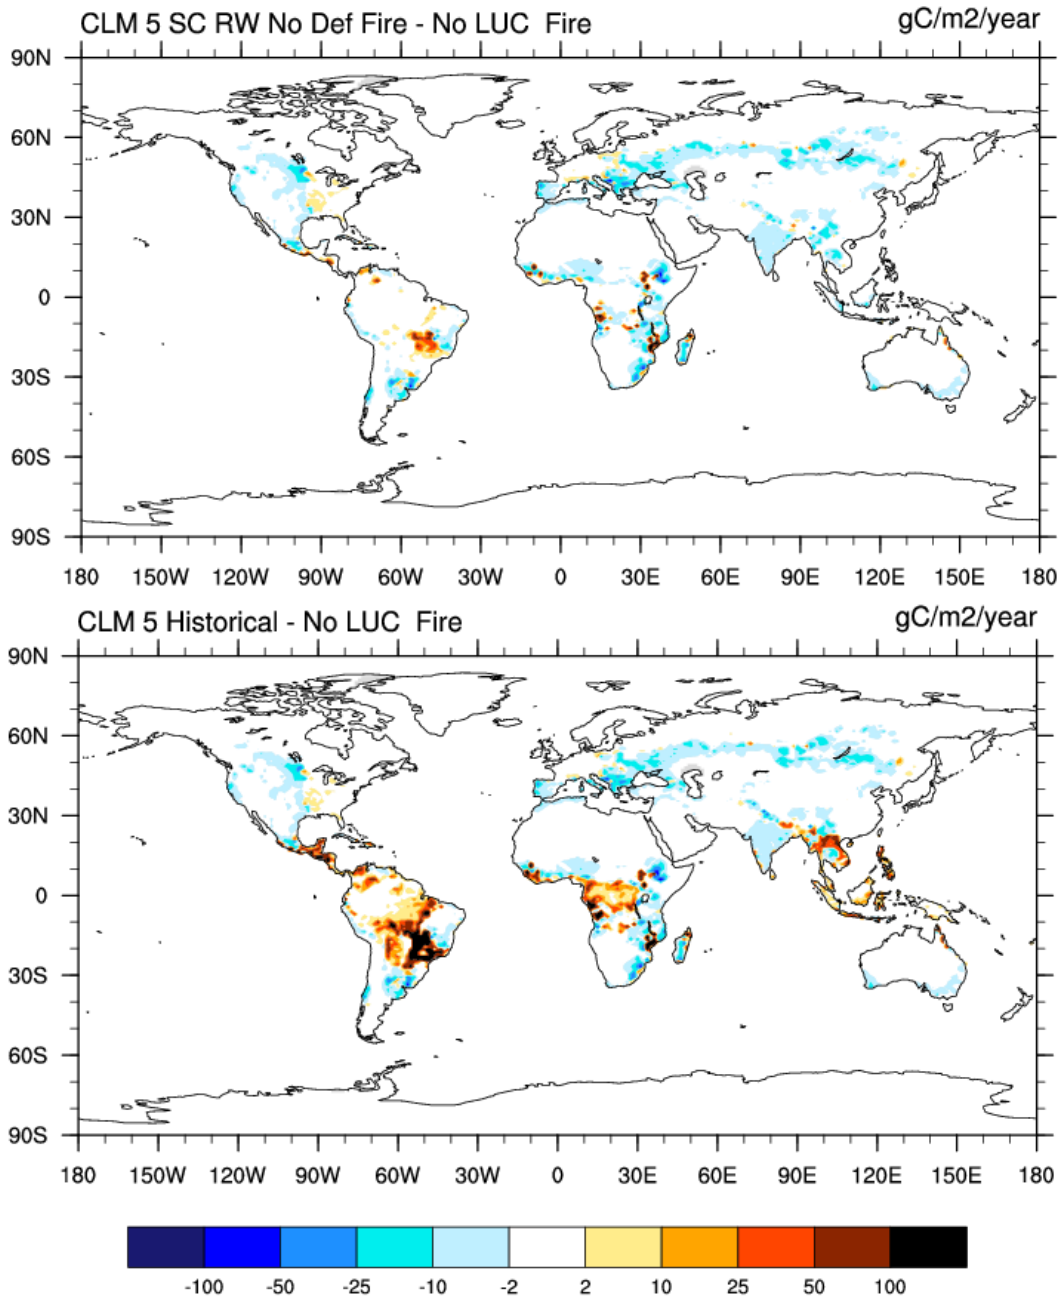 CLM 5 SC RW No Def Fire - No LUC  Fire gC/m2/year
90N
60N
30N
0
30S
60S
90S
180 150W 120W 90W 60W 30W 0 30E 60E 90E 120E 150E 180
CLM 5 Historical - No LUC  Fire gC/m2/year
90N
60N
30N
0
30S
60S
90S
180 150W 120W 90W 60W 30W 0 30E 60E 90E 120E 150E 180
-100 -50 -25 -10 -2 2 10 25 50 100